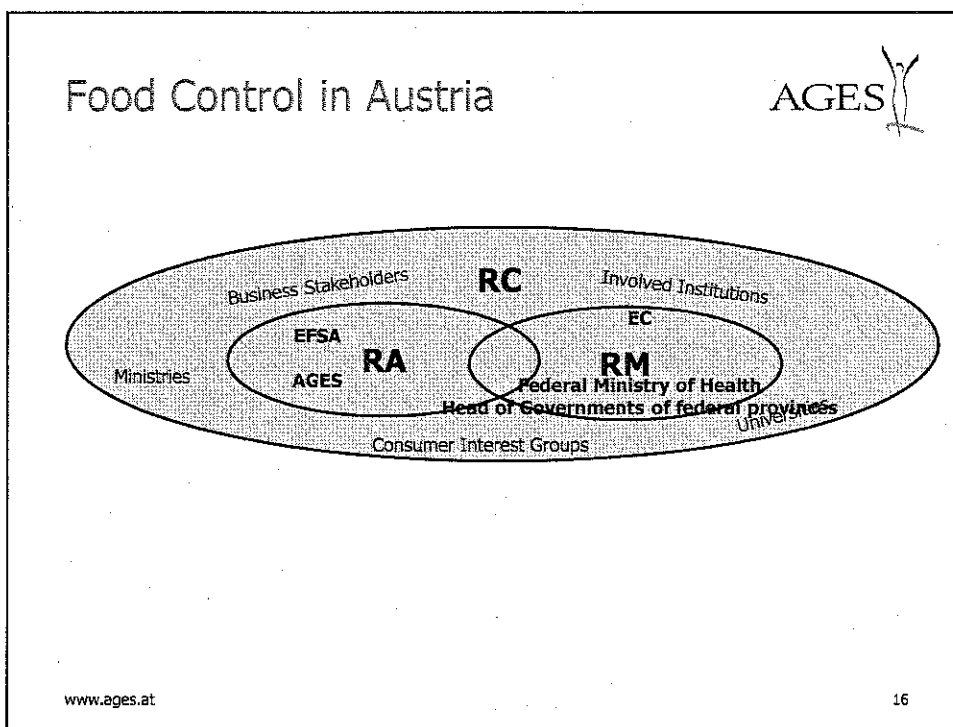 Food Control in Austria
AGES
Business Stakeholders
RC
Involved Institutions
EFSA
EC
RA
RM
Ministries
AGES
Federal Ministry of Health
Head of Governments of federal provinces
Universities
Consumer Interest Groups
www.ages.at
16